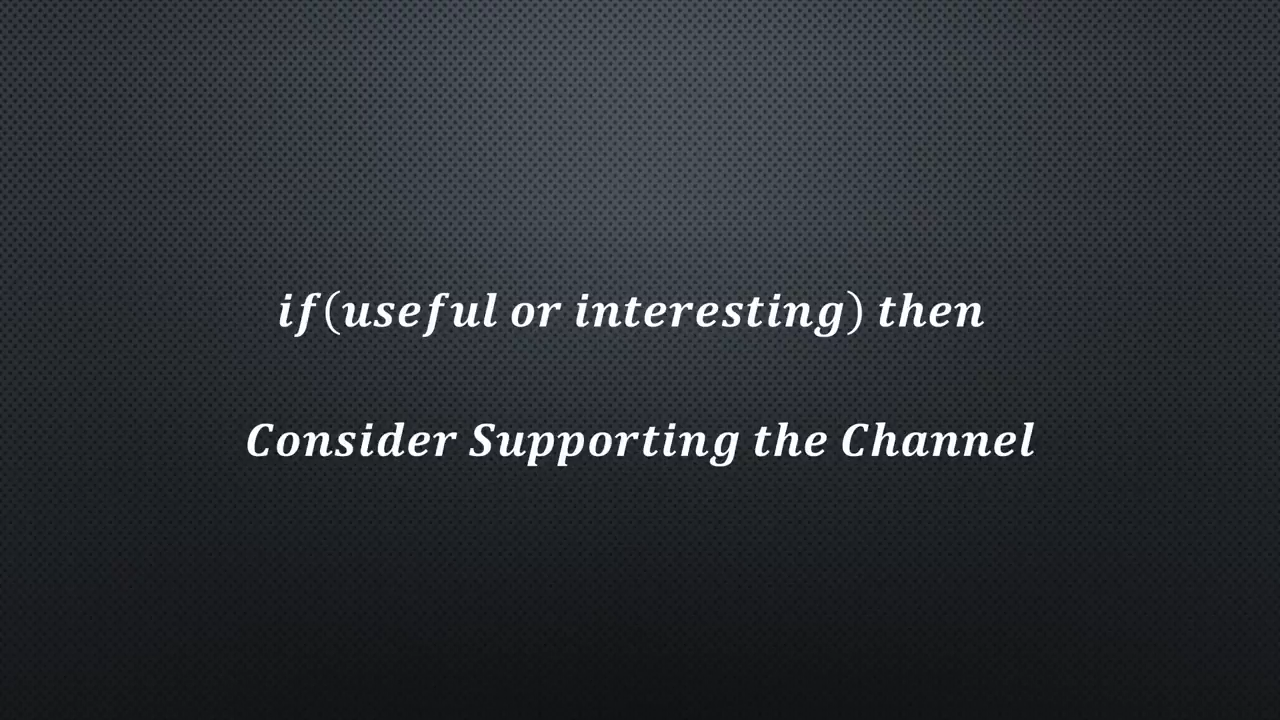 if(useful or interesting) then
Consider Supporting the Channel